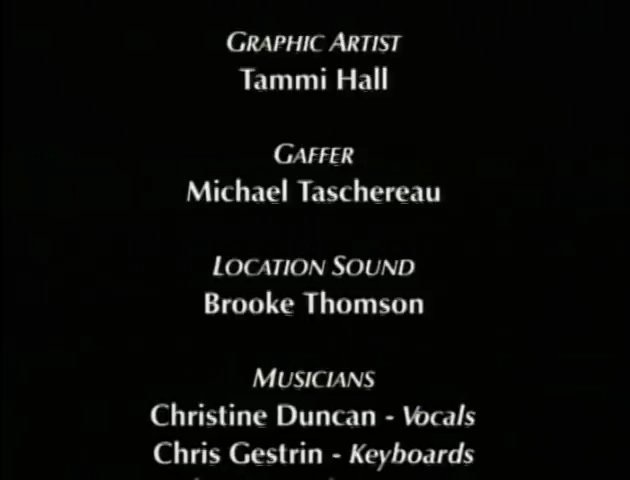 GRAPHIC ARTIST
Tammi Hall
GAFFER
Michael Taschereau
LOCATION SOUND
Brooke Thomson
MUSICIANS
Christine Duncan - Vocals
Chris Gestrin - Keyboards